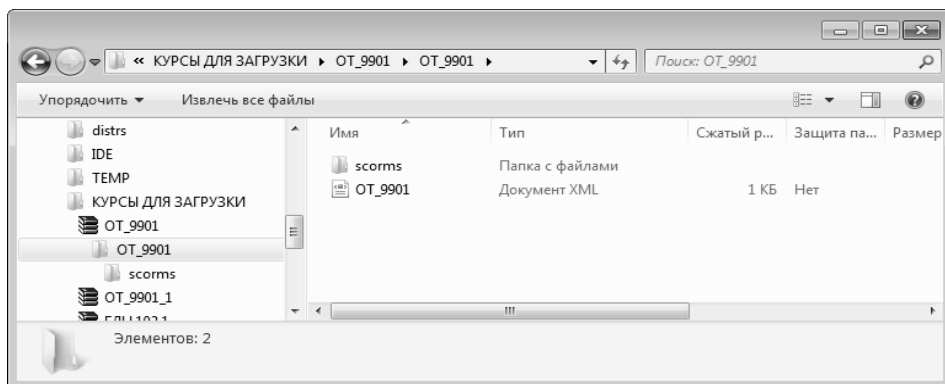 « КУРСЫ ДЛЯ ЗАГРУЗКИ ▸ OT_9901 ▸ OT_9901 ▸
Поиск: OT_9901
Упорядочить ▼ Извлечь все файлы
distrs
IDE
TEMP
КУРСЫ ДЛЯ ЗАГРУЗКИ
OT_9901
OT_9901
scorms
OT_9901_1
Имя Тип Сжатый р... Защита па... Размер
scorms Папка с файлами
OT_9901 Документ XML 1 КБ Нет
Элементов: 2